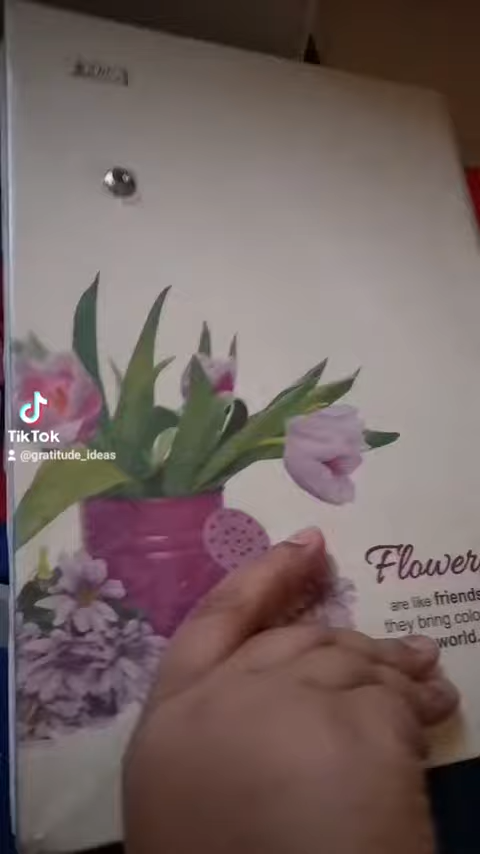 TikTok
@gratitude_ideas
Flower
are like friends
they bring colo
world.